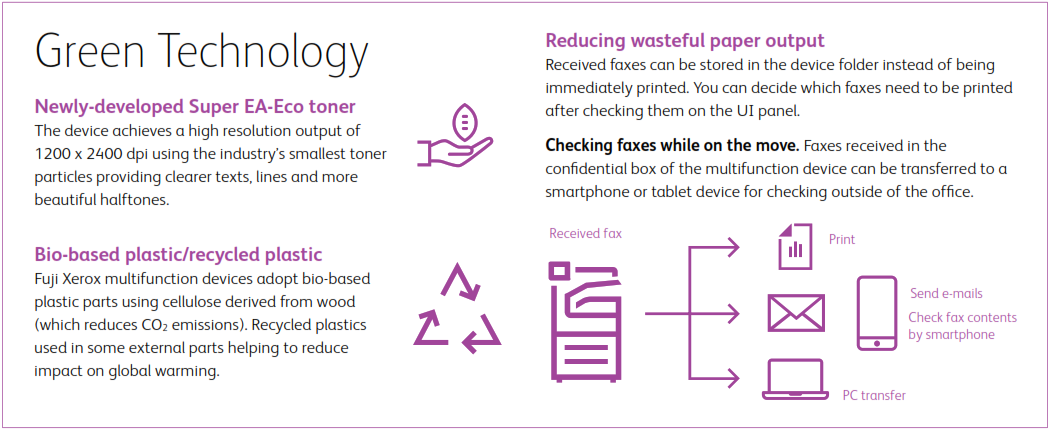 Green Technology
Newly-developed Super EA-Eco toner
The device achieves a high resolution output of
1200 x 2400 dpi using the industry's smallest toner
particles providing clearer texts, lines and more
beautiful halftones.
Bio-based plastic/recycled plastic
Fuji Xerox multifunction devices adopt bio-based
plastic parts using cellulose derived from wood
(which reduces CO₂ emissions). Recycled plastics
used in some external parts helping to reduce
impact on global warming.
Reducing wasteful paper output
Received faxes can be stored in the device folder instead of being
immediately printed. You can decide which faxes need to be printed
after checking them on the UI panel.
Checking faxes while on the move. Faxes received in the
confidential box of the multifunction device can be transferred to a
smartphone or tablet device for checking outside of the office.
Received fax
Print
Send e-mails
Check fax contents
by smartphone
PC transfer